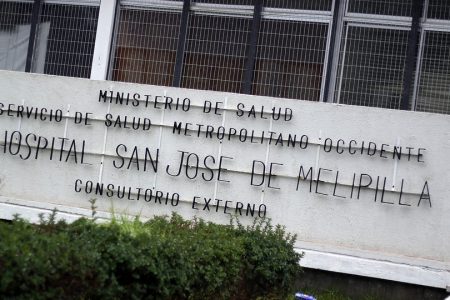 MINISTERIO DE SALUD
SERVICIO DE SALUD METROPOLITANO OCCIDENTE
HOSPITAL SAN JOSE DE MELIPILLA
CONSULTORIO EXTERNO